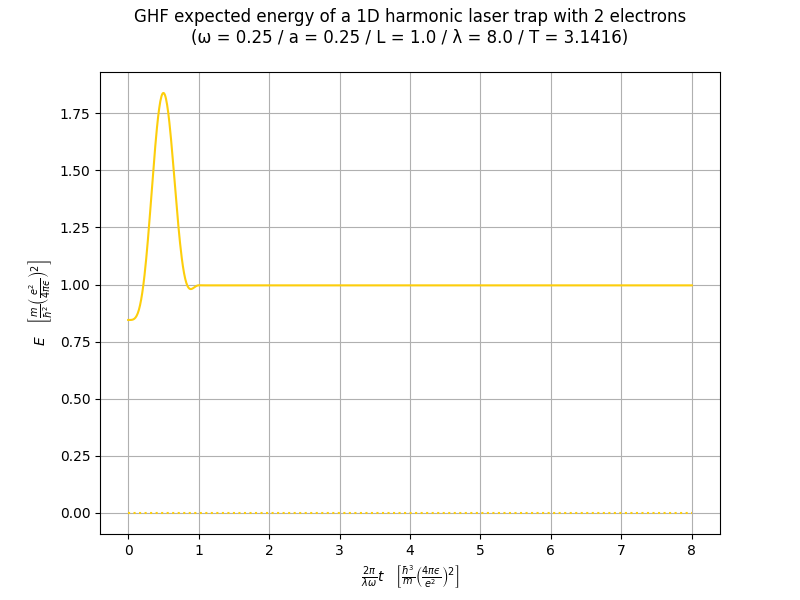 GHF expected energy of a 1D harmonic laser trap with 2 electrons
(ω = 0.25 / a = 0.25 / L = 1.0 / λ = 8.0 / T = 3.1416)
1.75
1.50
1.25
1.00
0.75
0.50
0.25
0.00
E [m/ħ² (e²/4πϵ)²]
0 1 2 3 4 5 6 7 8
2π/λω t [ħ³/m (4πϵ/e²)²]